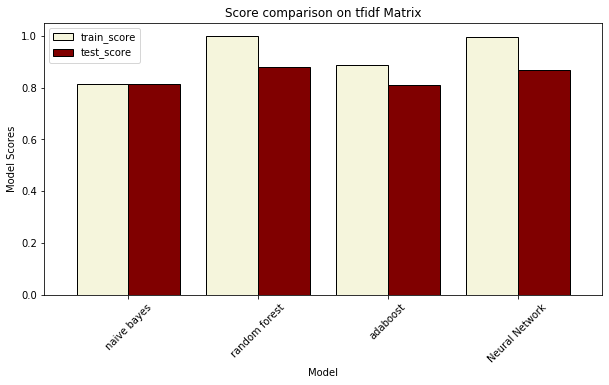 Score comparison on tfidf Matrix
train_score
test_score
Model Scores
1.0
0.8
0.6
0.4
0.2
0.0
naive bayes
random forest
adaboost
Neural Network
Model